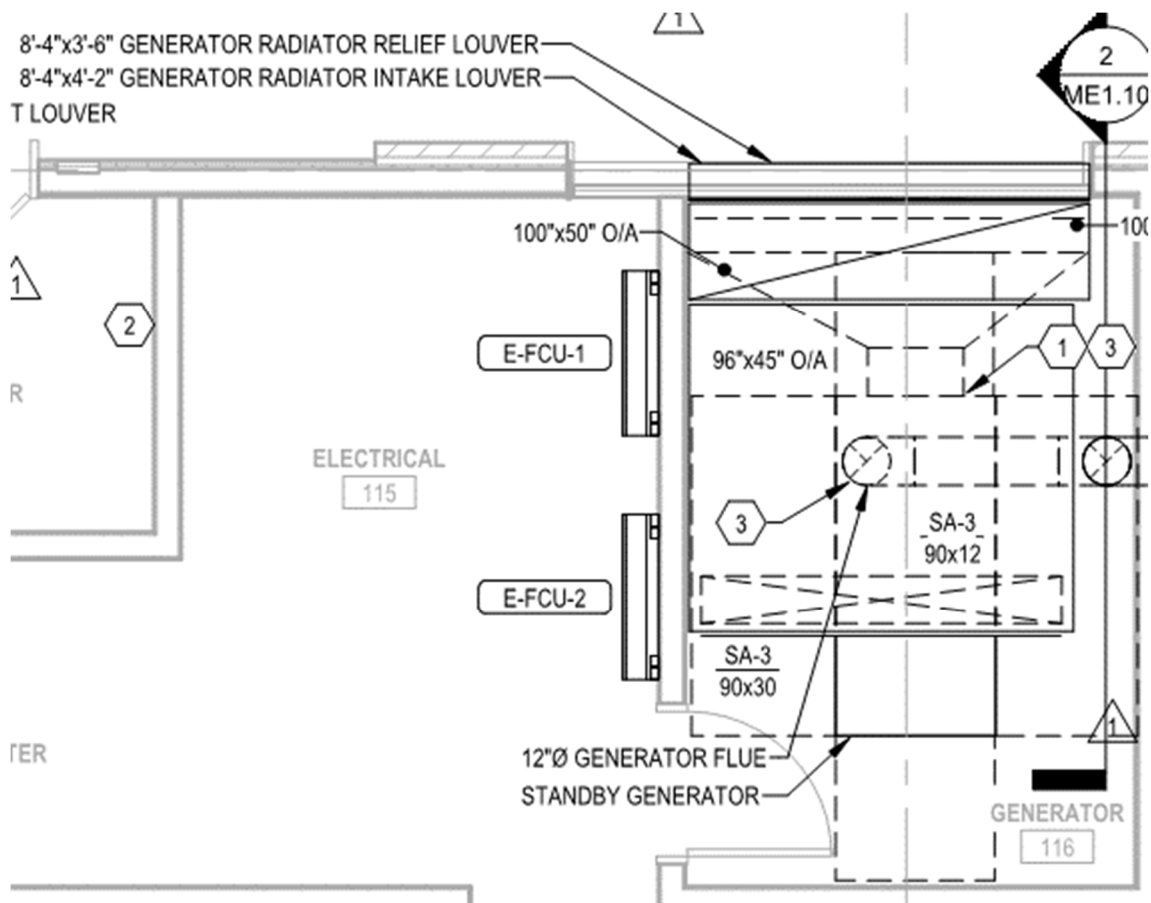 1
8'-4"x3'-6" GENERATOR RADIATOR RELIEF LOUVER
8'-4"x4'-2" GENERATOR RADIATOR INTAKE LOUVER
T LOUVER
2
ME1.10
100"x50" O/A
100
1
2
E-FCU-1
96"x45" O/A
1
3
R
ELECTRICAL
115
3
SA-3
90x12
E-FCU-2
SA-3
90x30
1
TER
12"Ø GENERATOR FLUE
STANDBY GENERATOR
GENERATOR
116